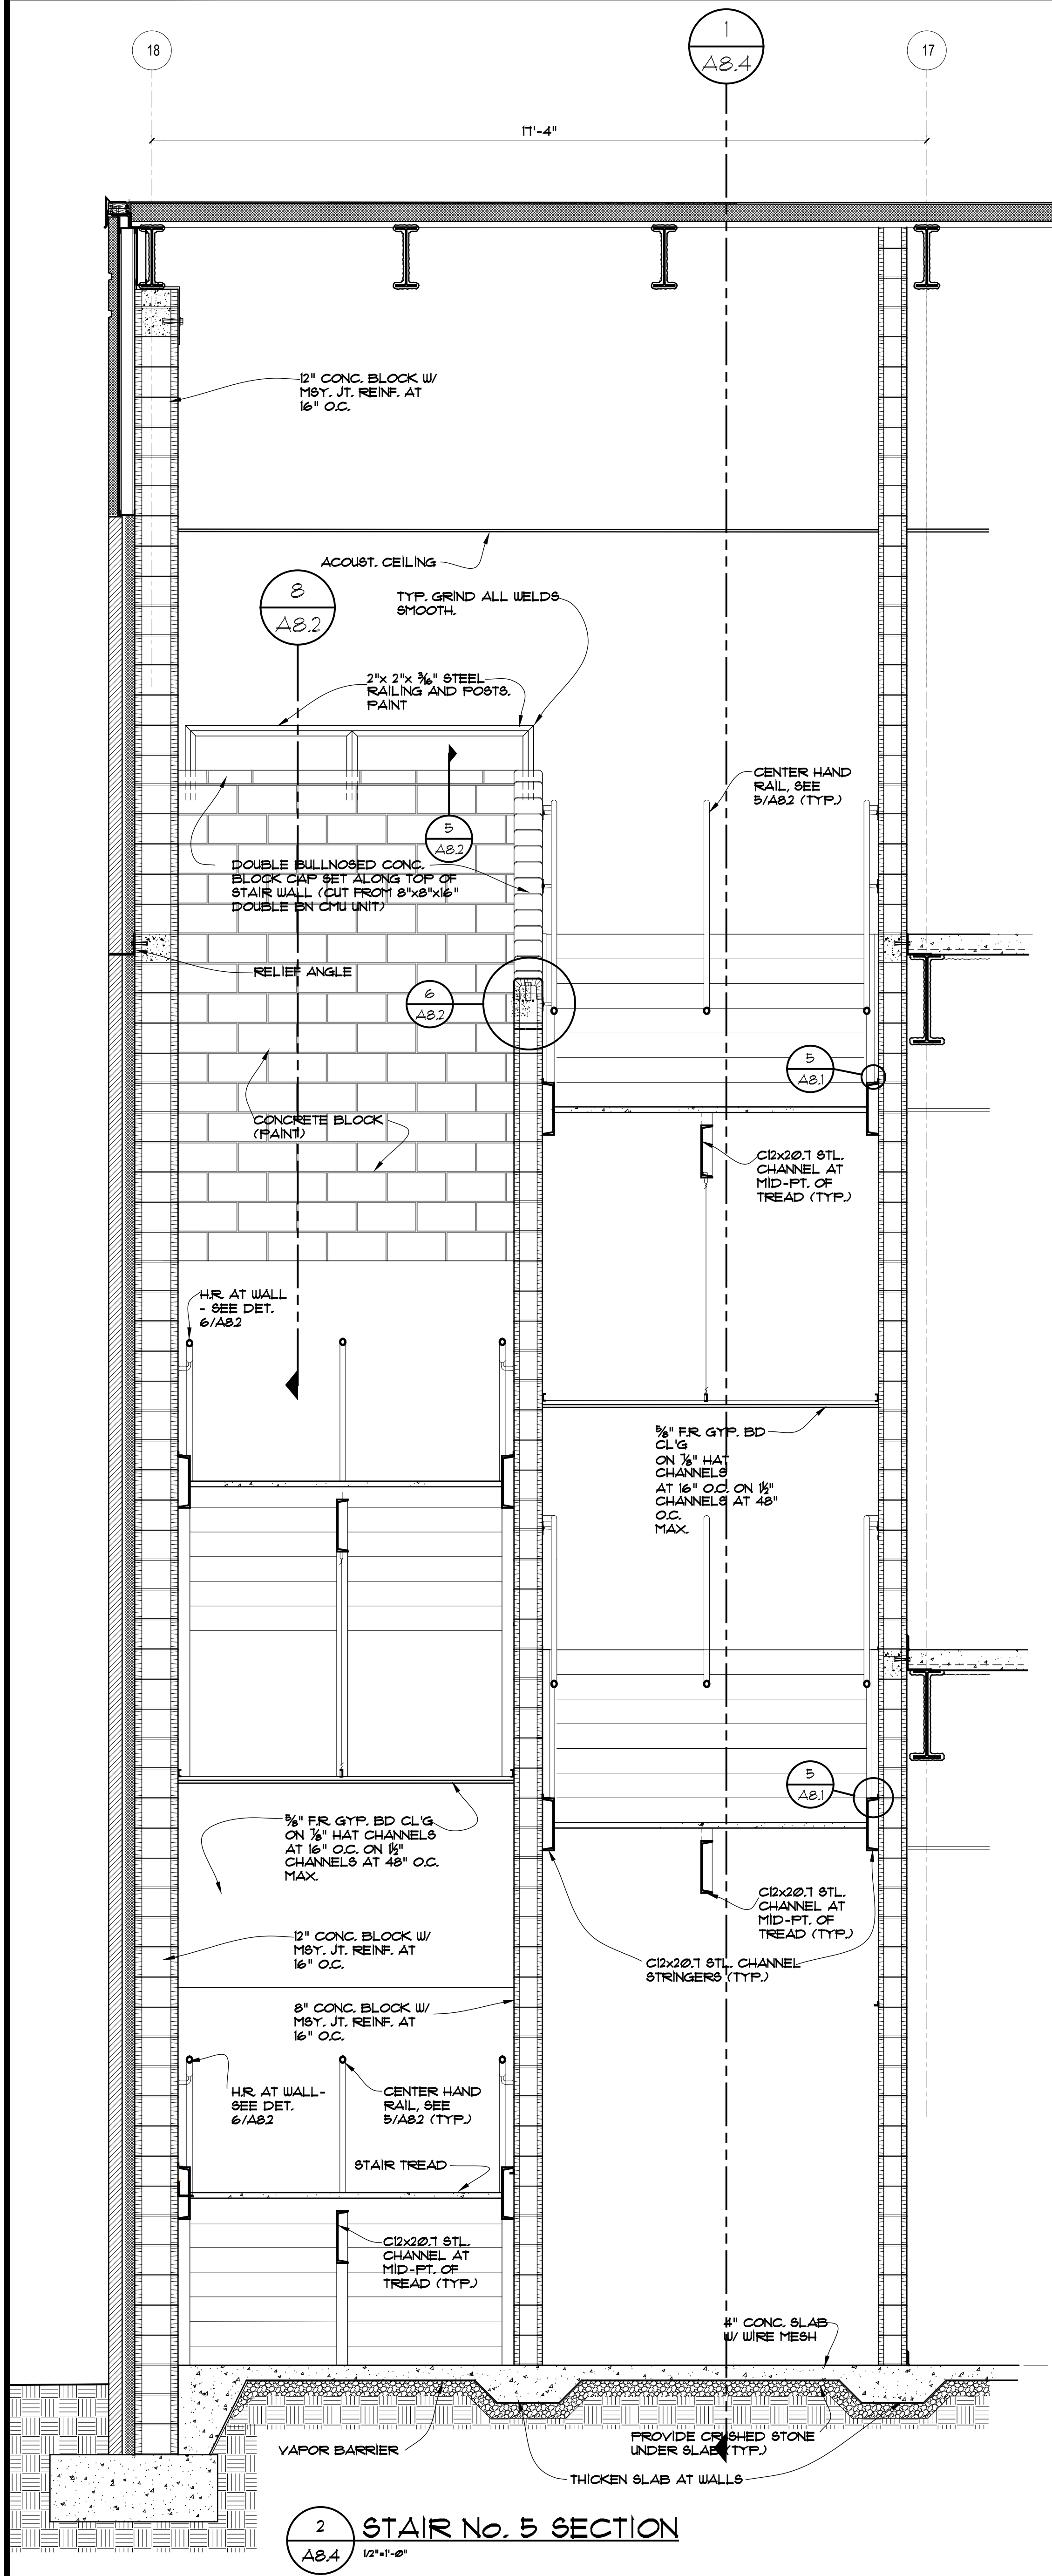 1
A8.4
18
17
17'-4"
12" CONC. BLOCK W/
MSY. JT. REINF. AT
16" O.C.
ACOUST. CEILING
8
A8.2
TYP. GRIND ALL WELDS
SMOOTH.
2"x 2"x 3/16" STEEL
RAILING AND POSTS.
PAINT
CENTER HAND
RAIL, SEE
5/A8.2 (TYP.)
5
A8.2
DOUBLE BULLNOSED CONC.
BLOCK CAP SET ALONG TOP OF
STAIR WALL (CUT FROM 8"x8"x16"
DOUBLE BN CMU UNIT)
RELIEF ANGLE
6
A8.2
5
A8.1
CONCRETE BLOCK
(PAINT)
C12x20.7 STL.
CHANNEL AT
MID-PT. OF
TREAD (TYP.)
H.R. AT WALL
- SEE DET.
6/A8.2
5/8" F.R. GYP. BD
CL'G
ON 7/8" HAT
CHANNELS
AT 16" O.C. ON 1½"
CHANNELS AT 48"
O.C.
MAX.
5
A8.1
5/8" F.R. GYP. BD CL'G
ON 7/8" HAT CHANNELS
AT 16" O.C. ON 1½"
CHANNELS AT 48" O.C.
MAX.
C12x20.7 STL.
CHANNEL AT
MID-PT. OF
TREAD (TYP.)
12" CONC. BLOCK W/
MSY. JT. REINF. AT
16" O.C.
C12x20.7 STL. CHANNEL
STRINGERS (TYP.)
8" CONC. BLOCK W/
MSY. JT. REINF. AT
16" O.C.
H.R. AT WALL-
SEE DET.
6/A8.2
CENTER HAND
RAIL, SEE
5/A8.2 (TYP.)
STAIR TREAD
C12x20.7 STL.
CHANNEL AT
MID-PT. OF
TREAD (TYP.)
4" CONC. SLAB
W/ WIRE MESH
VAPOR BARRIER
PROVIDE CRUSHED STONE
UNDER SLAB (TYP.)
THICKEN SLAB AT WALLS
2
A8.4
STAIR No. 5 SECTION
1/2"=1'-0"